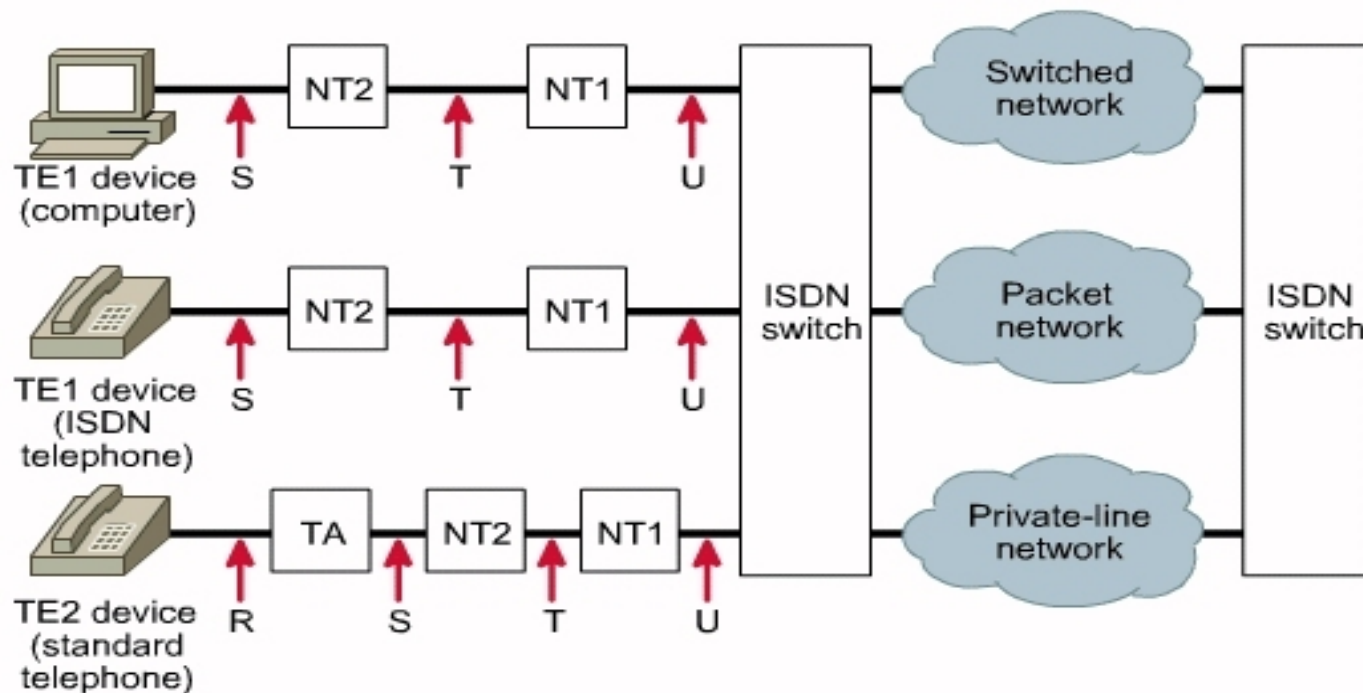 NT2
NT1
Switched
network
TE1 device
(computer)
S
T
U
NT2
NT1
ISDN
switch
Packet
network
ISDN
switch
TE1 device
(ISDN
telephone)
S
T
U
TA
NT2
NT1
Private-line
network
TE2 device
(standard
telephone)
R
S
T
U